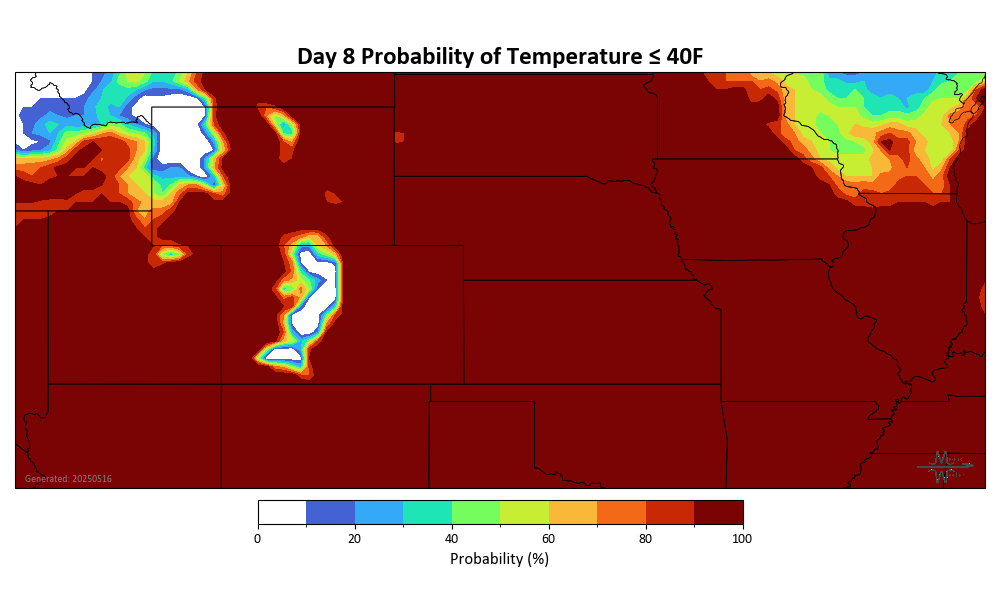 Day 8 Probability of Temperature ≤ 40F
Generated: 20250516
0 20 40 60 80 100
Probability (%)